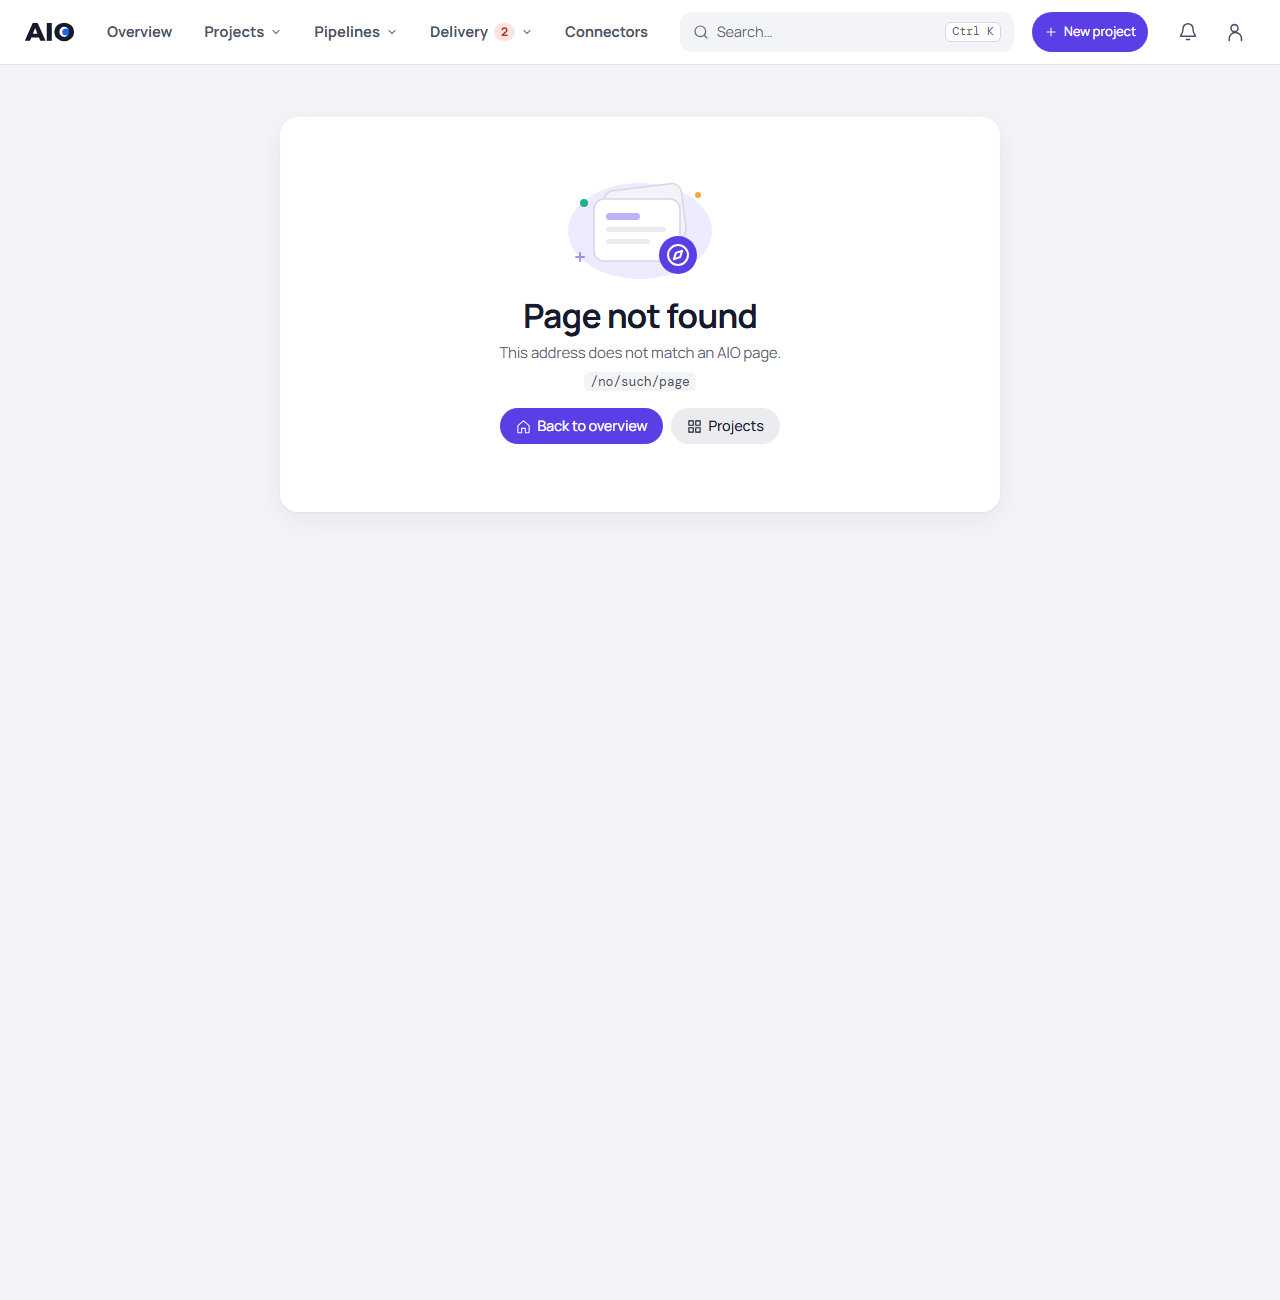 AIO
Overview
Projects
Pipelines
Delivery 2
Connectors
Search...
Ctrl K
New project
Page not found
This address does not match an AIO page.
/no/such/page
Back to overview
Projects